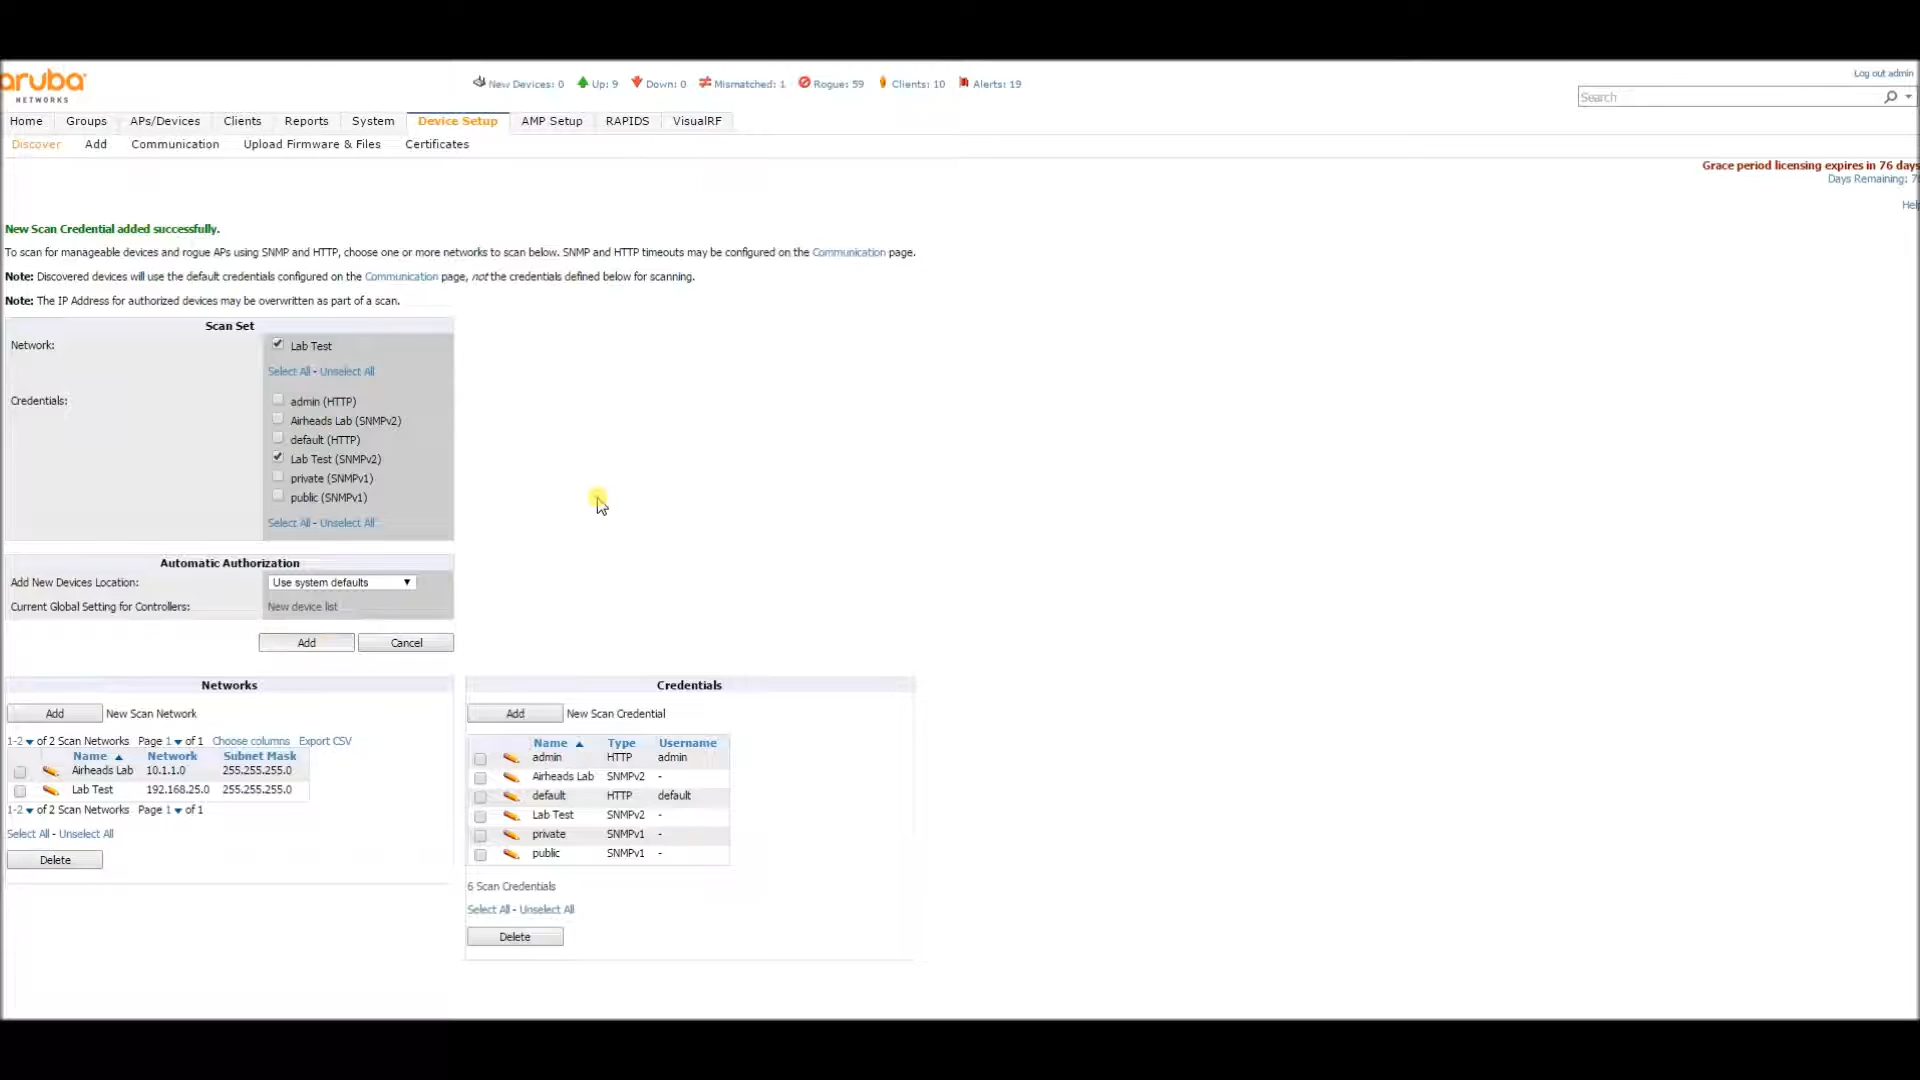 aruba
NETWORKS
New Devices: 0 Up: 9 Down: 0 Mismatched: 1 Rogue: 59 Clients: 10 Alerts: 19
Log out admin
Search
Home Groups APs/Devices Clients Reports System Device Setup AMP Setup RAPIDS VisualRF
Discover Add Communication Upload Firmware & Files Certificates
Grace period licensing expires in 76 days
Days Remaining: 7
Hel
New Scan Credential added successfully.
To scan for manageable devices and rogue APs using SNMP and HTTP, choose one or more networks to scan below. SNMP and HTTP timeouts may be configured on the Communication page.
Note: Discovered devices will use the default credentials configured on the Communication page, not the credentials defined below for scanning.
Note: The IP Address for authorized devices may be overwritten as part of a scan.
Scan Set
Network: Lab Test
Select All - Unselect All
Credentials: admin (HTTP)
Airheads Lab (SNMPv2)
default (HTTP)
Lab Test (SNMPv2)
private (SNMPv1)
public (SNMPv1)
Select All - Unselect All
Automatic Authorization
Add New Devices Location: Use system defaults
Current Global Setting for Controllers: New device list
Add Cancel
Networks
Add New Scan Network
1-2 of 2 Scan Networks Page 1 of 1 Choose columns Export CSV
Name Network Subnet Mask
Airheads Lab 10.1.1.0 255.255.255.0
Lab Test 192.168.25.0 255.255.255.0
1-2 of 2 Scan Networks Page 1 of 1
Select All - Unselect All
Delete
Credentials
Add New Scan Credential
Name Type Username
admin HTTP admin
Airheads Lab SNMPv2 -
default HTTP default
Lab Test SNMPv2 -
private SNMPv1 -
public SNMPv1 -
6 Scan Credentials
Select All - Unselect All
Delete